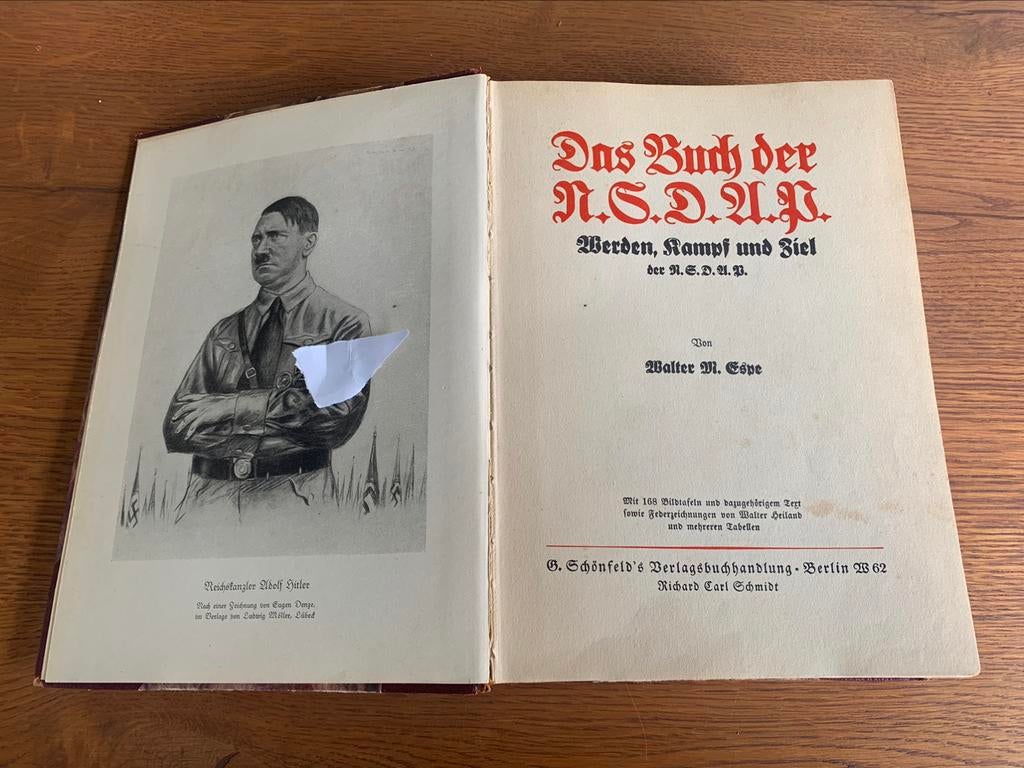 Reichskanzler Adolf Hitler
Nach einer Zeichnung von Eugen Denze,
im Verlage von Ludwig Möller, Lübeck
Das Buch der
N.S.D.A.P.
Werden, Kampf und Ziel
der N.S.D.A.P.
Von
Walter M. Espe
Mit 168 Bildtafeln und dazugehörigem Text
sowie Federzeichnungen von Walter Heiland
und mehreren Tabellen
G. Schönfeld's Verlagsbuchhandlung · Berlin W 62
Richard Carl Schmidt